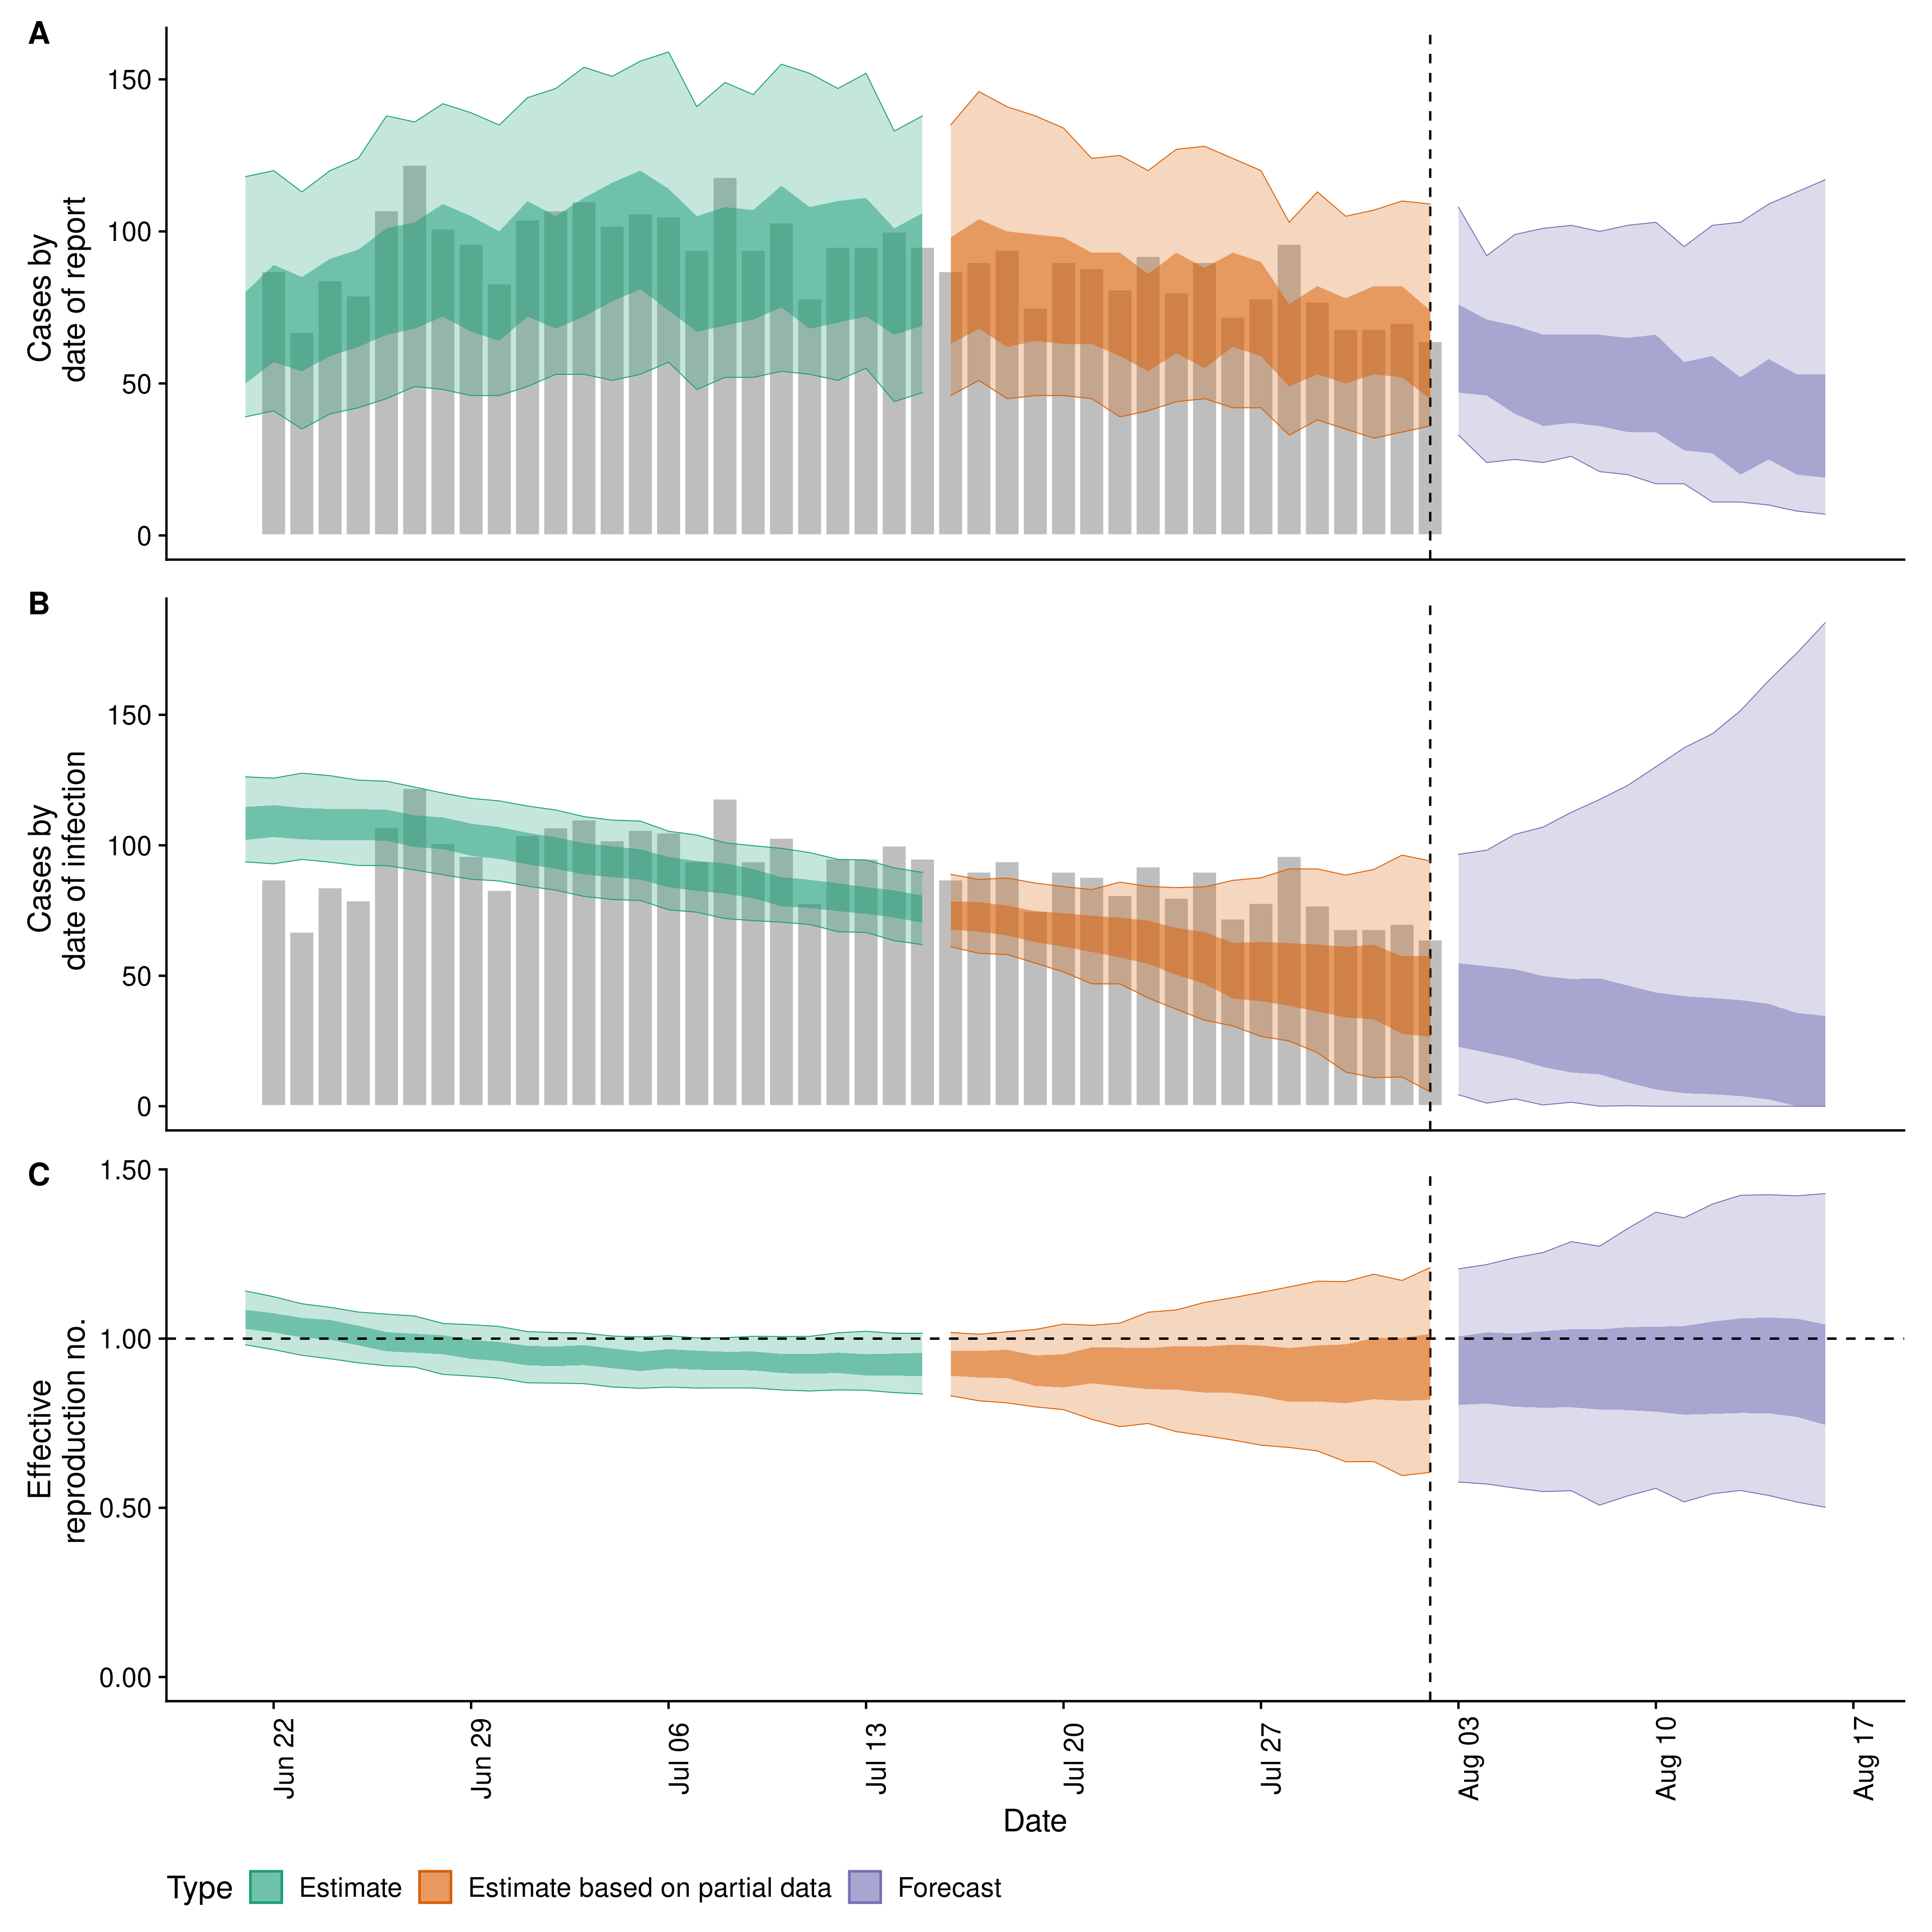 A
150
100
50
0
Cases by
date of report
B
150
100
50
0
Cases by
date of infection
C
1.50
1.00
0.50
0.00
Effective
reproduction no.
Jun 22
Jun 29
Jul 06
Jul 13
Jul 20
Jul 27
Aug 03
Aug 10
Aug 17
Date
Type
Estimate
Estimate based on partial data
Forecast